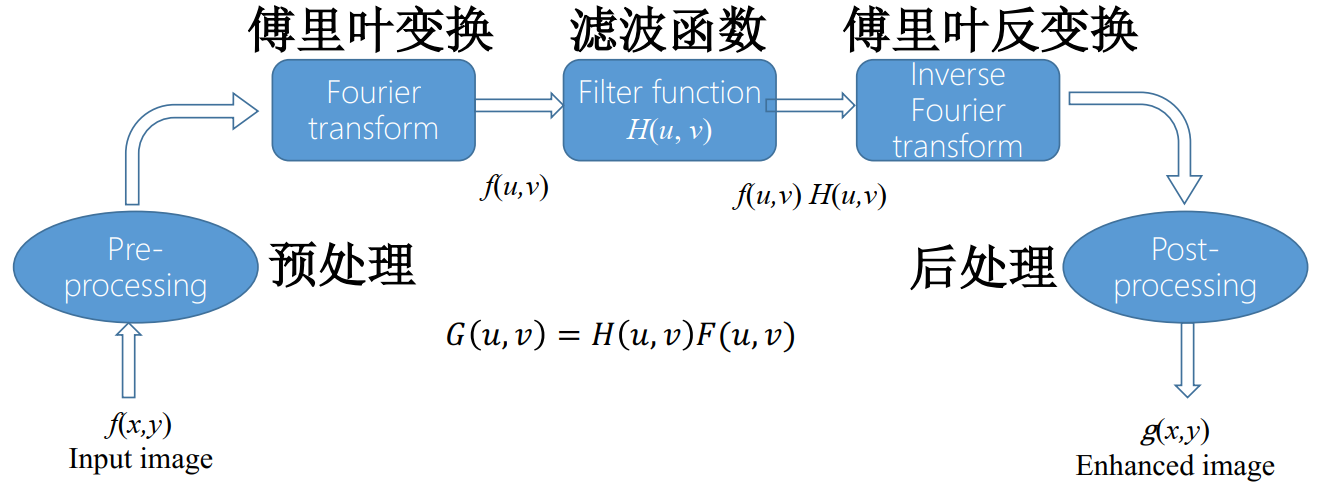 傅里叶变换
滤波函数
傅里叶反变换
Fourier
transform
Filter function
H(u, v)
Inverse
Fourier
transform
f(u,v)
f(u,v) H(u,v)
Pre-
processing
预处理
后处理
Post-
processing
G(u, v) = H(u, v)F(u, v)
f(x,y)
Input image
g(x,y)
Enhanced image